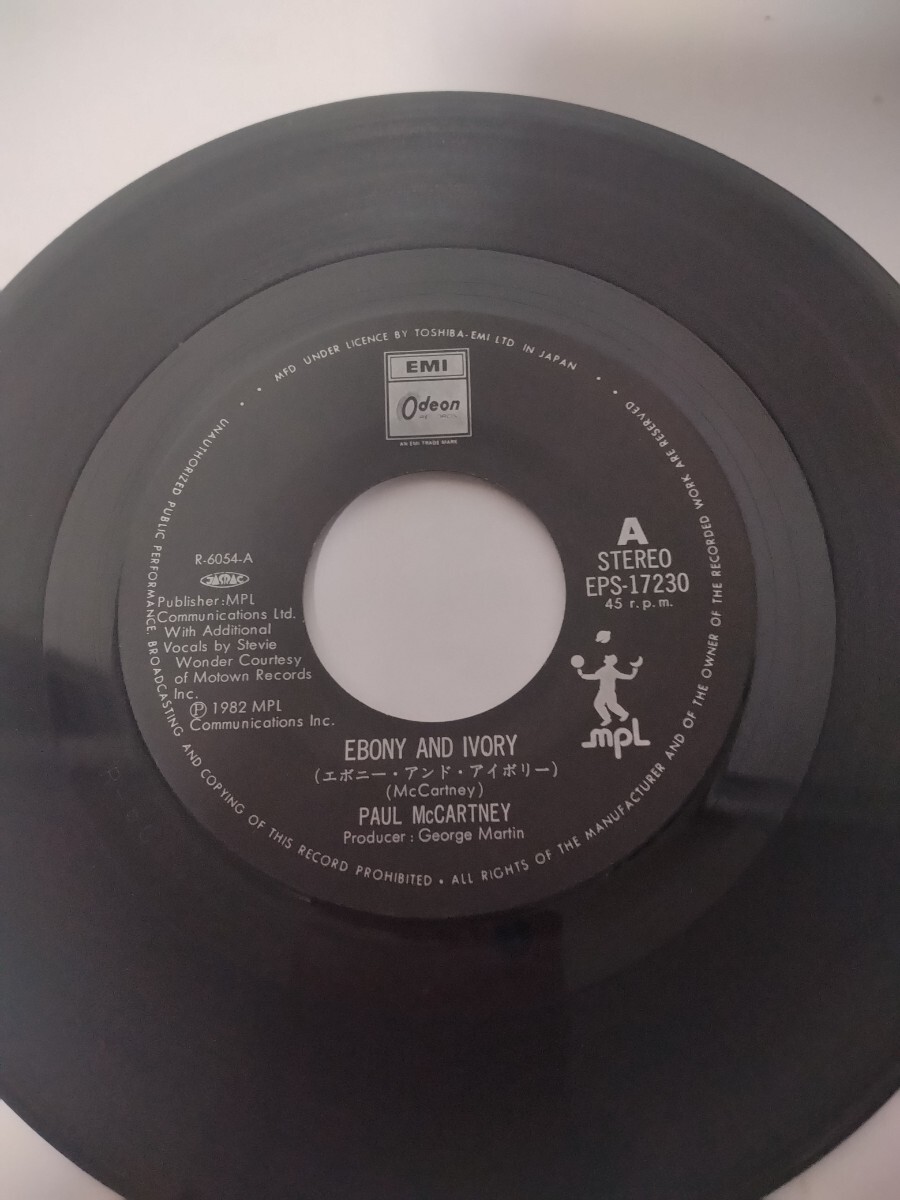 MFD UNDER LICENCE BY TOSHIBA-EMI LTD IN JAPAN
EMI
Odeon
AN EMI TRADE MARK
R-6054-A
JASRAC
Publisher:MPL
Communications Ltd.
With Additional
Vocals by Stevie
Wonder Courtesy
of Motown Records
Inc.
Ⓟ 1982 MPL
Communications Inc.
A
STEREO
EPS-17230
45 r.p.m.
mpL
EBONY AND IVORY
(エボニー・アンド・アイボリー)
(McCartney)
PAUL McCARTNEY
Producer : George Martin
UNAUTHORIZED PUBLIC PERFORMANCE. BROADCASTING AND COPYING OF THIS RECORD PROHIBITED • ALL RIGHTS OF THE MANUFACTURER AND OF THE OWNER OF THE RECORDED WORK ARE RESERVED